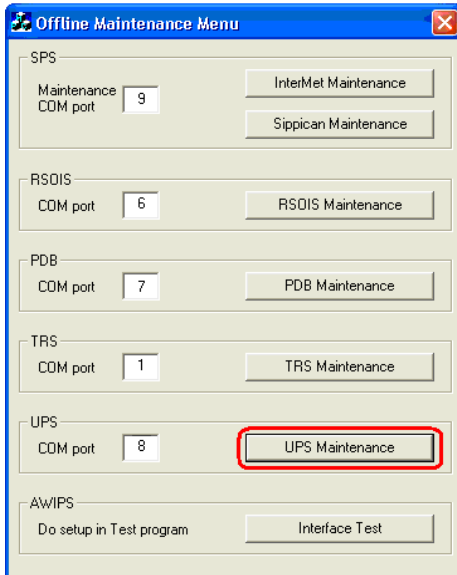 Offline Maintenance Menu
SPS
Maintenance
COM port
9
InterMet Maintenance
Sippican Maintenance
RSOIS
COM port
6
RSOIS Maintenance
PDB
COM port
7
PDB Maintenance
TRS
COM port
1
TRS Maintenance
UPS
COM port
8
UPS Maintenance
AWIPS
Do setup in Test program
Interface Test